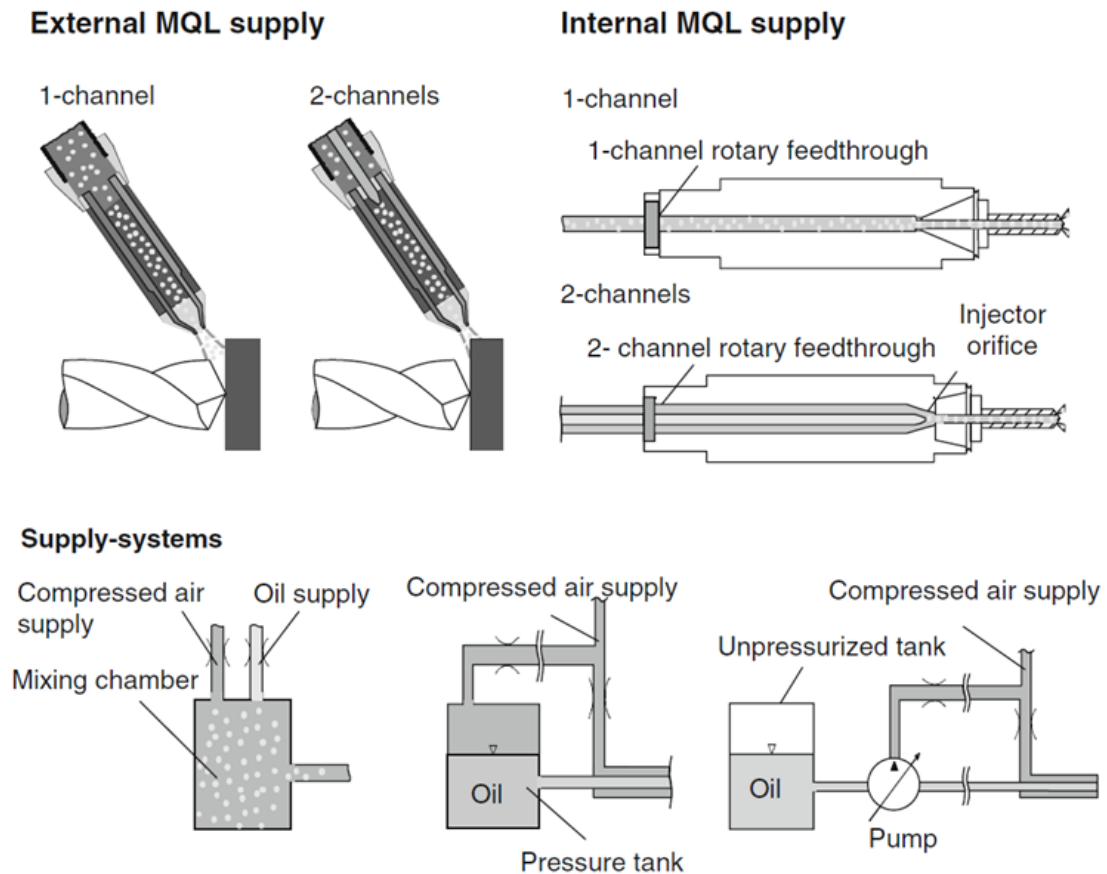 External MQL supply
1-channel
2-channels
Internal MQL supply
1-channel
1-channel rotary feedthrough
2-channels
2- channel rotary feedthrough
Injector
orifice
Supply-systems
Compressed air
supply
Oil supply
Mixing chamber
Compressed air supply
Oil
Pressure tank
Compressed air supply
Unpressurized tank
Oil
Pump